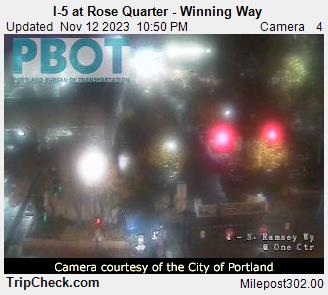 I-5 at Rose Quarter - Winning Way
Updated Nov 12 2023 10:50 PM Camera 4
PBOT
PORTLAND BUREAU OF TRANSPORTATION
4 - N. Ramsey Wy
@ One Ctr
Camera courtesy of the City of Portland
TripCheck.com Milepost302.00